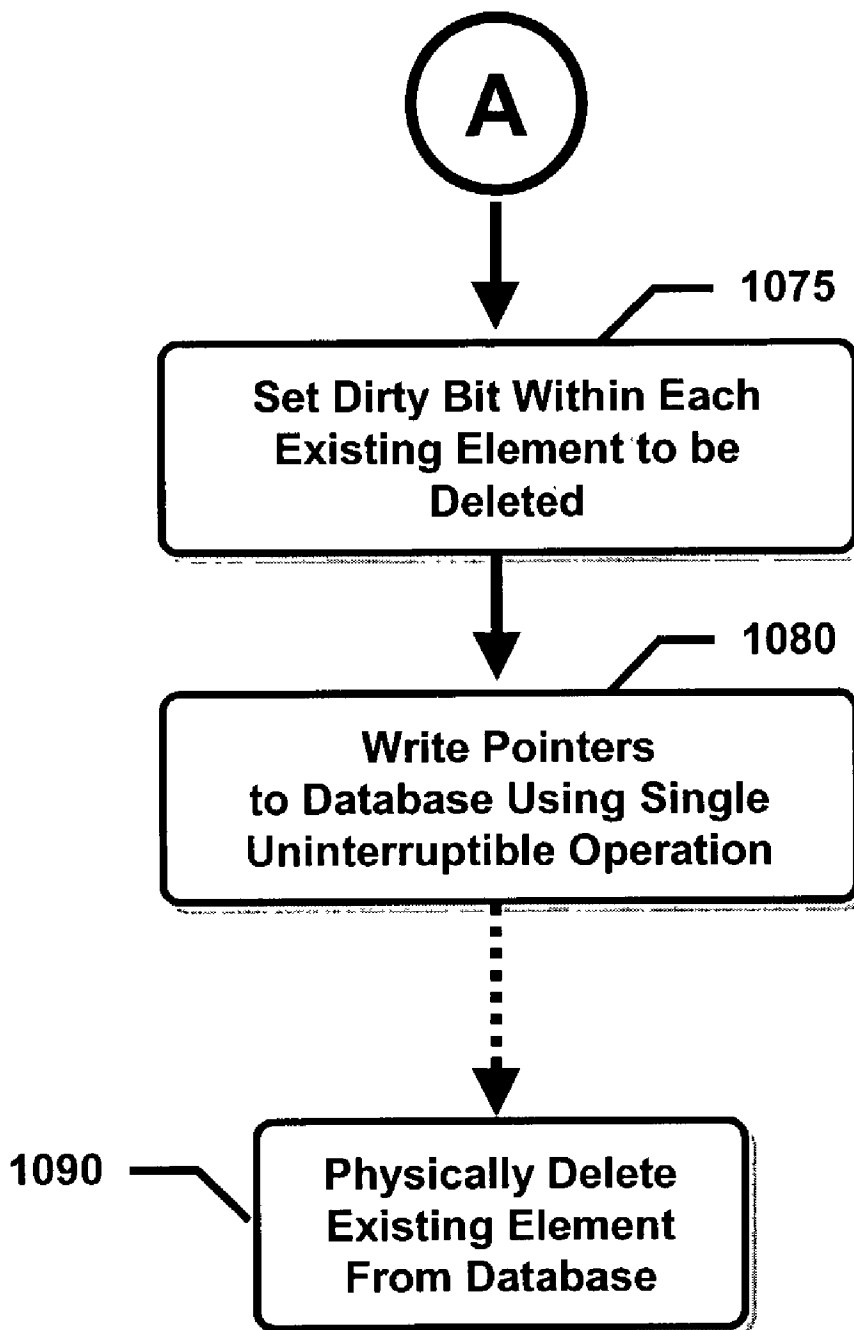 A
1075
Set Dirty Bit Within Each
Existing Element to be
Deleted
1080
Write Pointers
to Database Using Single
Uninterruptible Operation
1090
Physically Delete
Existing Element
From Database